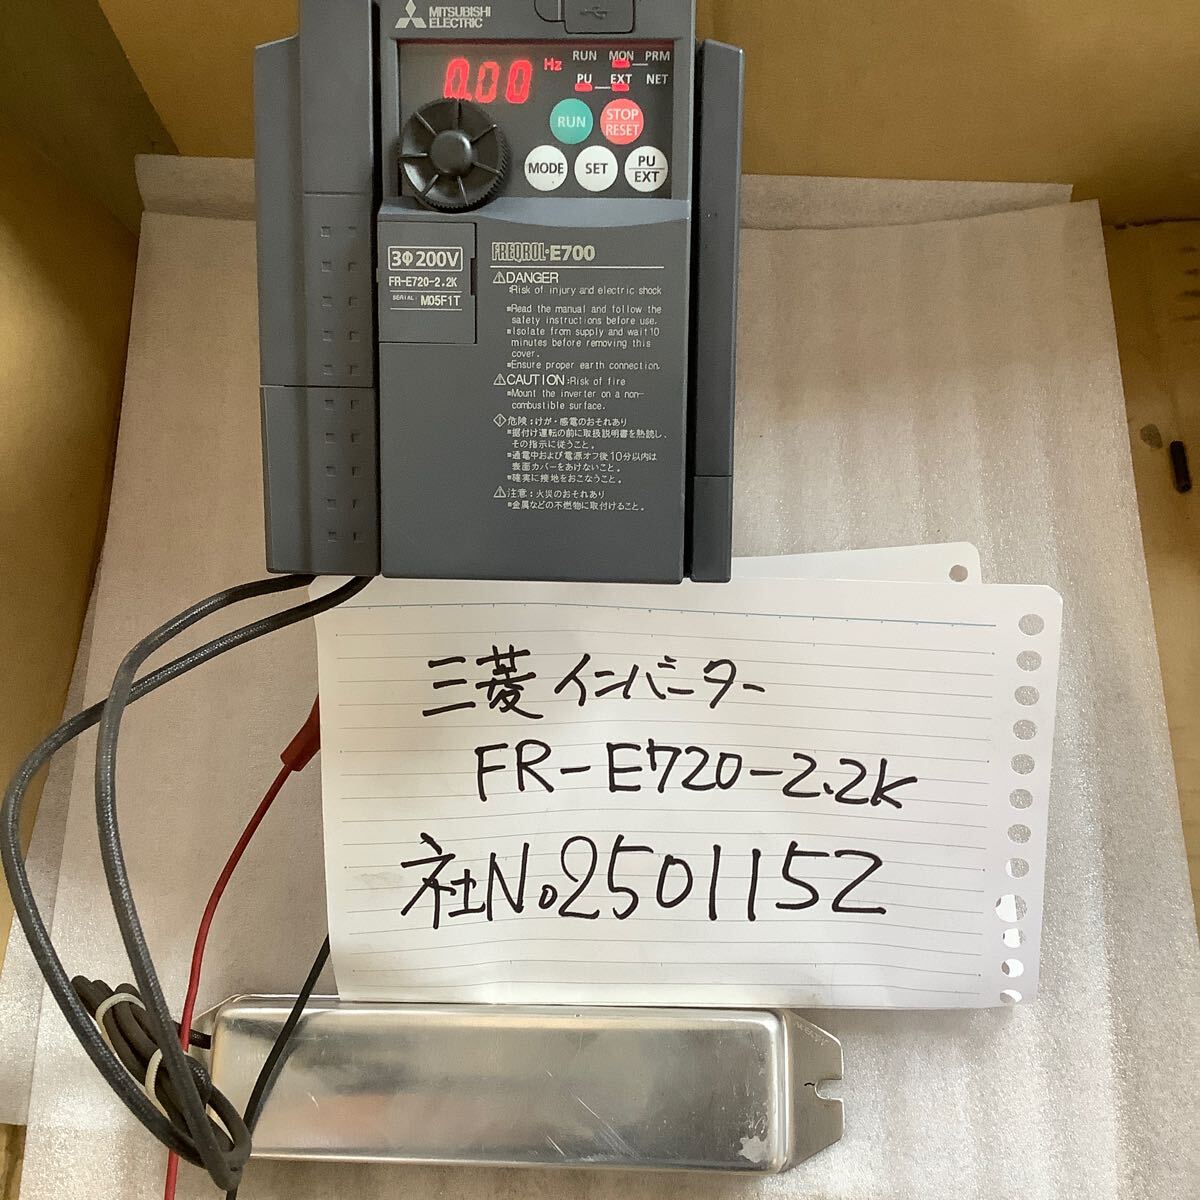 MITSUBISHI
ELECTRIC
0.00 Hz
RUN MON PRM
PU EXT NET
RUN
STOP
RESET
MODE
SET
PU
EXT
FREQROL-E700
3Φ200V
FR-E720-2.2K
SERIAL: M05F1T
⚠DANGER
:Risk of injury and electric shock
■Read the manual and follow the
safety instructions before use.
■Isolate from supply and wait10
minutes before removing this
cover.
■Ensure proper earth connection.
⚠CAUTION:Risk of fire
■Mount the inverter on a non-
combustible surface.
危険:けが・感電のおそれあり
■据付け運転の前に取扱説明書を熟読し、
その指示に従うこと。
■通電中および電源オフ後10分以内は
表面カバーをあけないこと。
■確実に接地をおこなうこと。
⚠注意:火災のおそれあり
■金属などの不燃物に取付けること。
三菱インバーター
FR-E720-2.2K
社No2501152